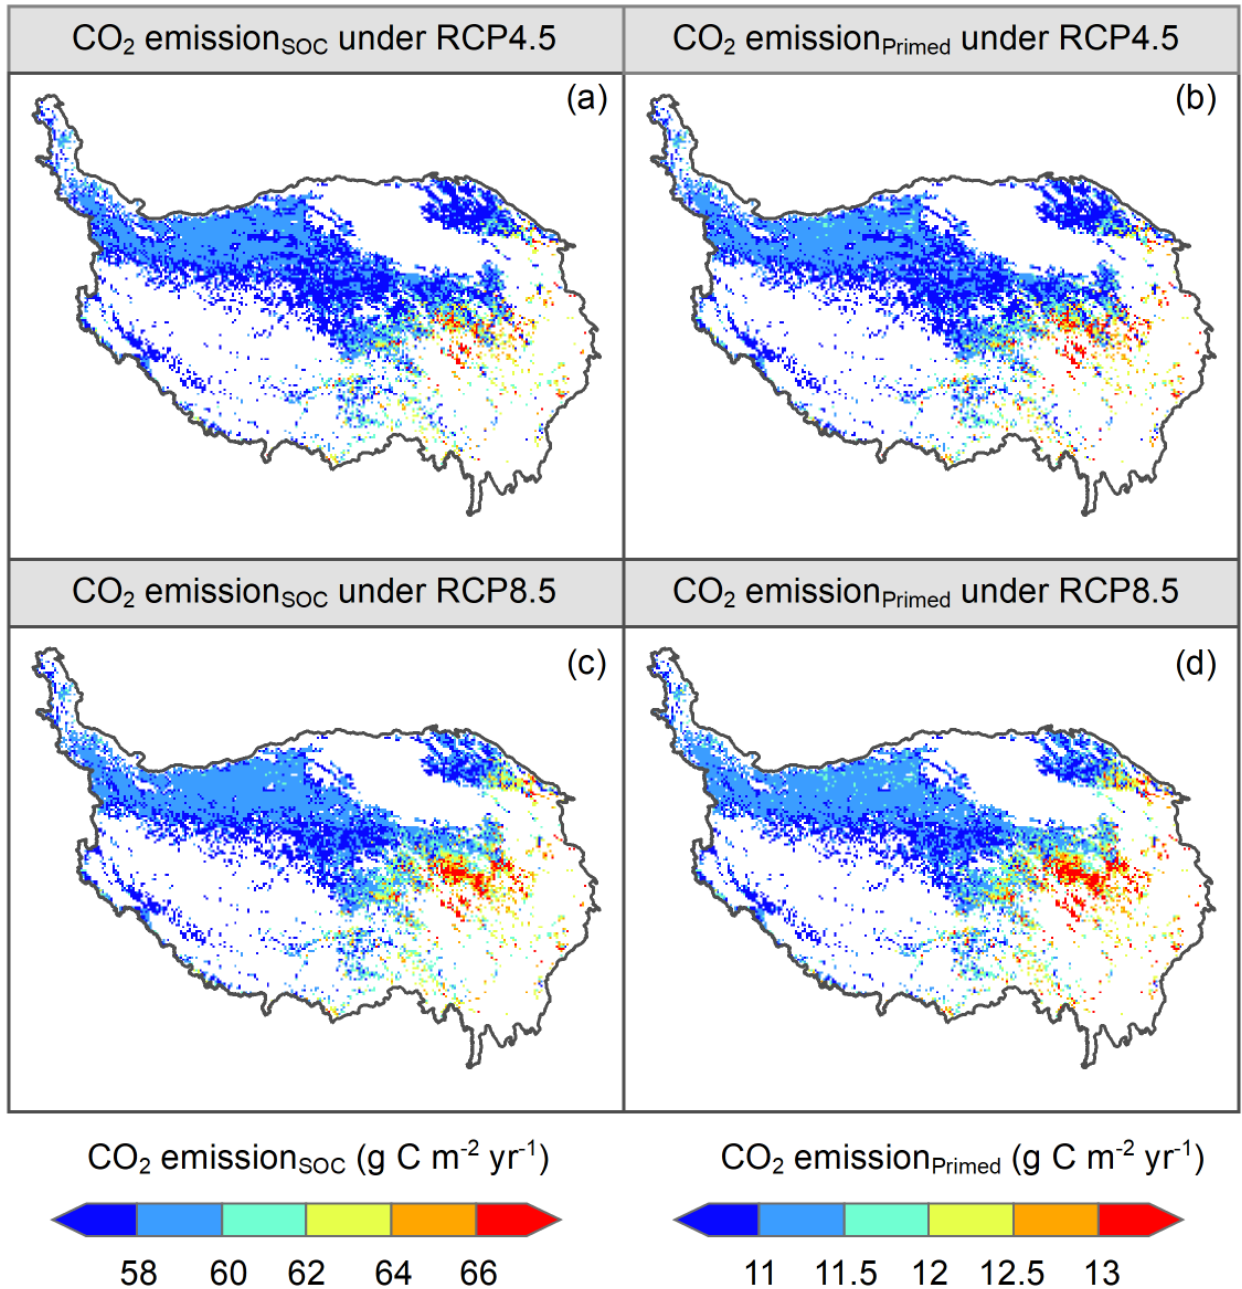 CO₂ emissionSOC under RCP4.5
CO₂ emissionPrimed under RCP4.5
(a)
(b)
CO₂ emissionSOC under RCP8.5
CO₂ emissionPrimed under RCP8.5
(c)
(d)
CO₂ emissionSOC (g C m⁻² yr⁻¹)
58 60 62 64 66
CO₂ emissionPrimed (g C m⁻² yr⁻¹)
11 11.5 12 12.5 13